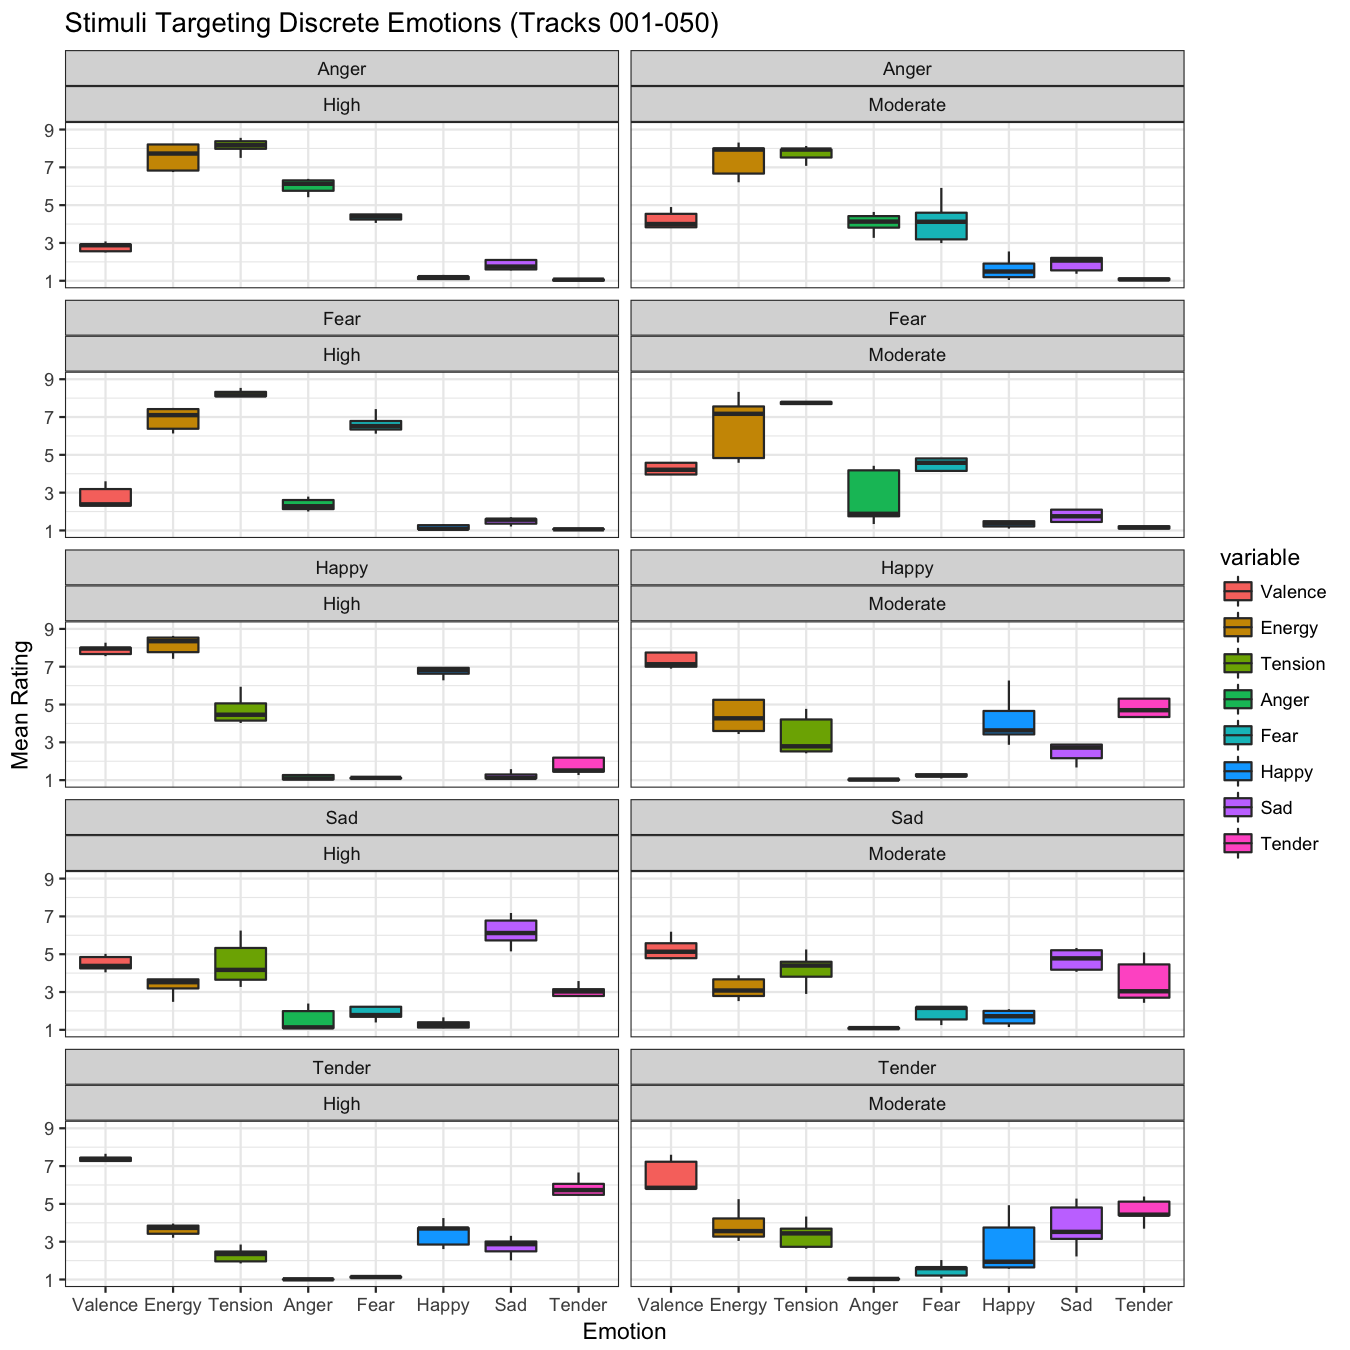 Stimuli Targeting Discrete Emotions (Tracks 001-050)
Anger Anger
High Moderate
9
7
5
3
1
Fear Fear
High Moderate
9
7
5
3
1
Happy Happy
High Moderate
9
7
5
3
1
Sad Sad
High Moderate
9
7
5
3
1
Tender Tender
High Moderate
9
7
5
3
1
Valence Energy Tension Anger Fear Happy Sad Tender Valence Energy Tension Anger Fear Happy Sad Tender
Emotion
Mean Rating
variable
Valence
Energy
Tension
Anger
Fear
Happy
Sad
Tender